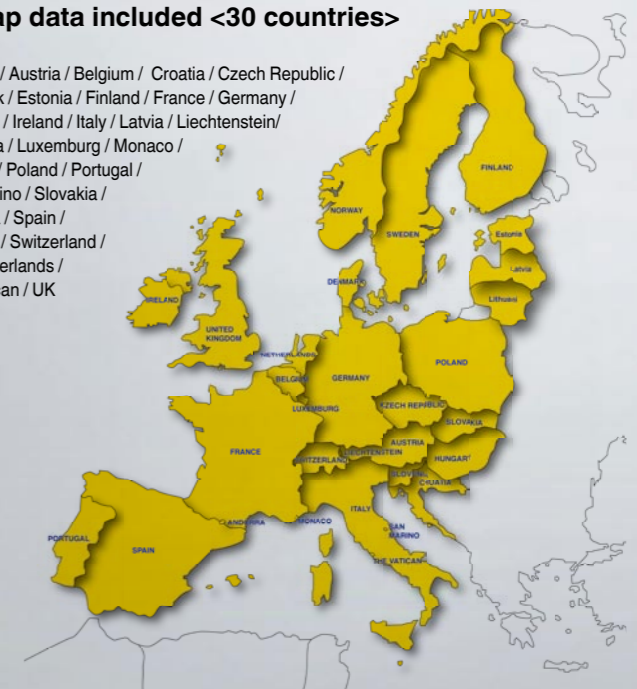 ap data included <30 countries>
/ Austria / Belgium / Croatia / Czech Republic /
k / Estonia / Finland / France / Germany /
/ Ireland / Italy / Latvia / Liechtenstein/
a / Luxemburg / Monaco /
/ Poland / Portugal /
ino / Slovakia /
/ Spain /
/ Switzerland /
erlands /
can / UK
FINLAND
NORWAY
SWEDEN
Estonia
Latvia
Lithuani
DENMARK
IRELAND
UNITED
KINGDOM
NETHERLANDS
BELGIUM
GERMANY
POLAND
LUXEMBURG
CZECH REPUBLIC
SLOVAKIA
AUSTRIA
FRANCE
SWITZERLAND
LIECHTENSTEIN
HUNGARY
SLOVENIA
CROATIA
ITALY
ANDORRA
MONACO
SAN
MARINO
PORTUGAL
SPAIN
THE VATICAN